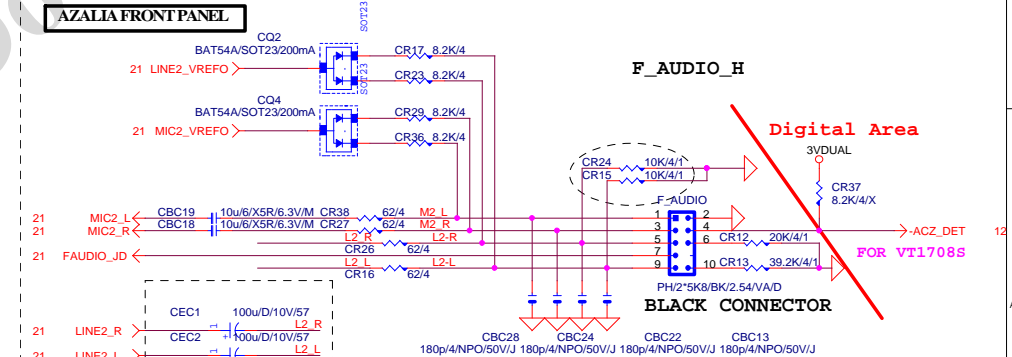 AZALIA FRONT PANEL
SOT23
CQ2
BAT54A/SOT23/200mA
CR17 8.2K/4
21 LINE2_VREFO
CR23 8.2K/4
SOT23
F_AUDIO_H
CQ4
BAT54A/SOT23/200mA
CR29 8.2K/4
21 MIC2_VREFO
CR36 8.2K/4
Digital Area
3VDUAL
CR24 10K/4/1
CR15 10K/4/1
CR37
8.2K/4/X
F_AUDIO
21 MIC2_L CBC19 10u/6/X5R/6.3V/M CR38 62/4 M2_L 1 2
21 MIC2_R CBC18 10u/6/X5R/6.3V/M CR27 62/4 M2_R 3 4
-ACZ_DET 12
L2_R L2-R 5 6 CR12 20K/4/1
CR26 62/4
FOR VT1708S
21 FAUDIO_JD 7
L2_L L2-L 9 10 CR13 39.2K/4/1
CR16 62/4
PH/2*5K8/BK/2.54/VA/D
BLACK CONNECTOR
CEC1 100u/D/10V/57
21 LINE2_R 1 L2_R
CEC2 100u/D/10V/57
+
21 LINE2_L 1 L2_L
CBC28 CBC24 CBC22 CBC13
180p/4/NPO/50V/J 180p/4/NPO/50V/J 180p/4/NPO/50V/J 180p/4/NPO/50V/J